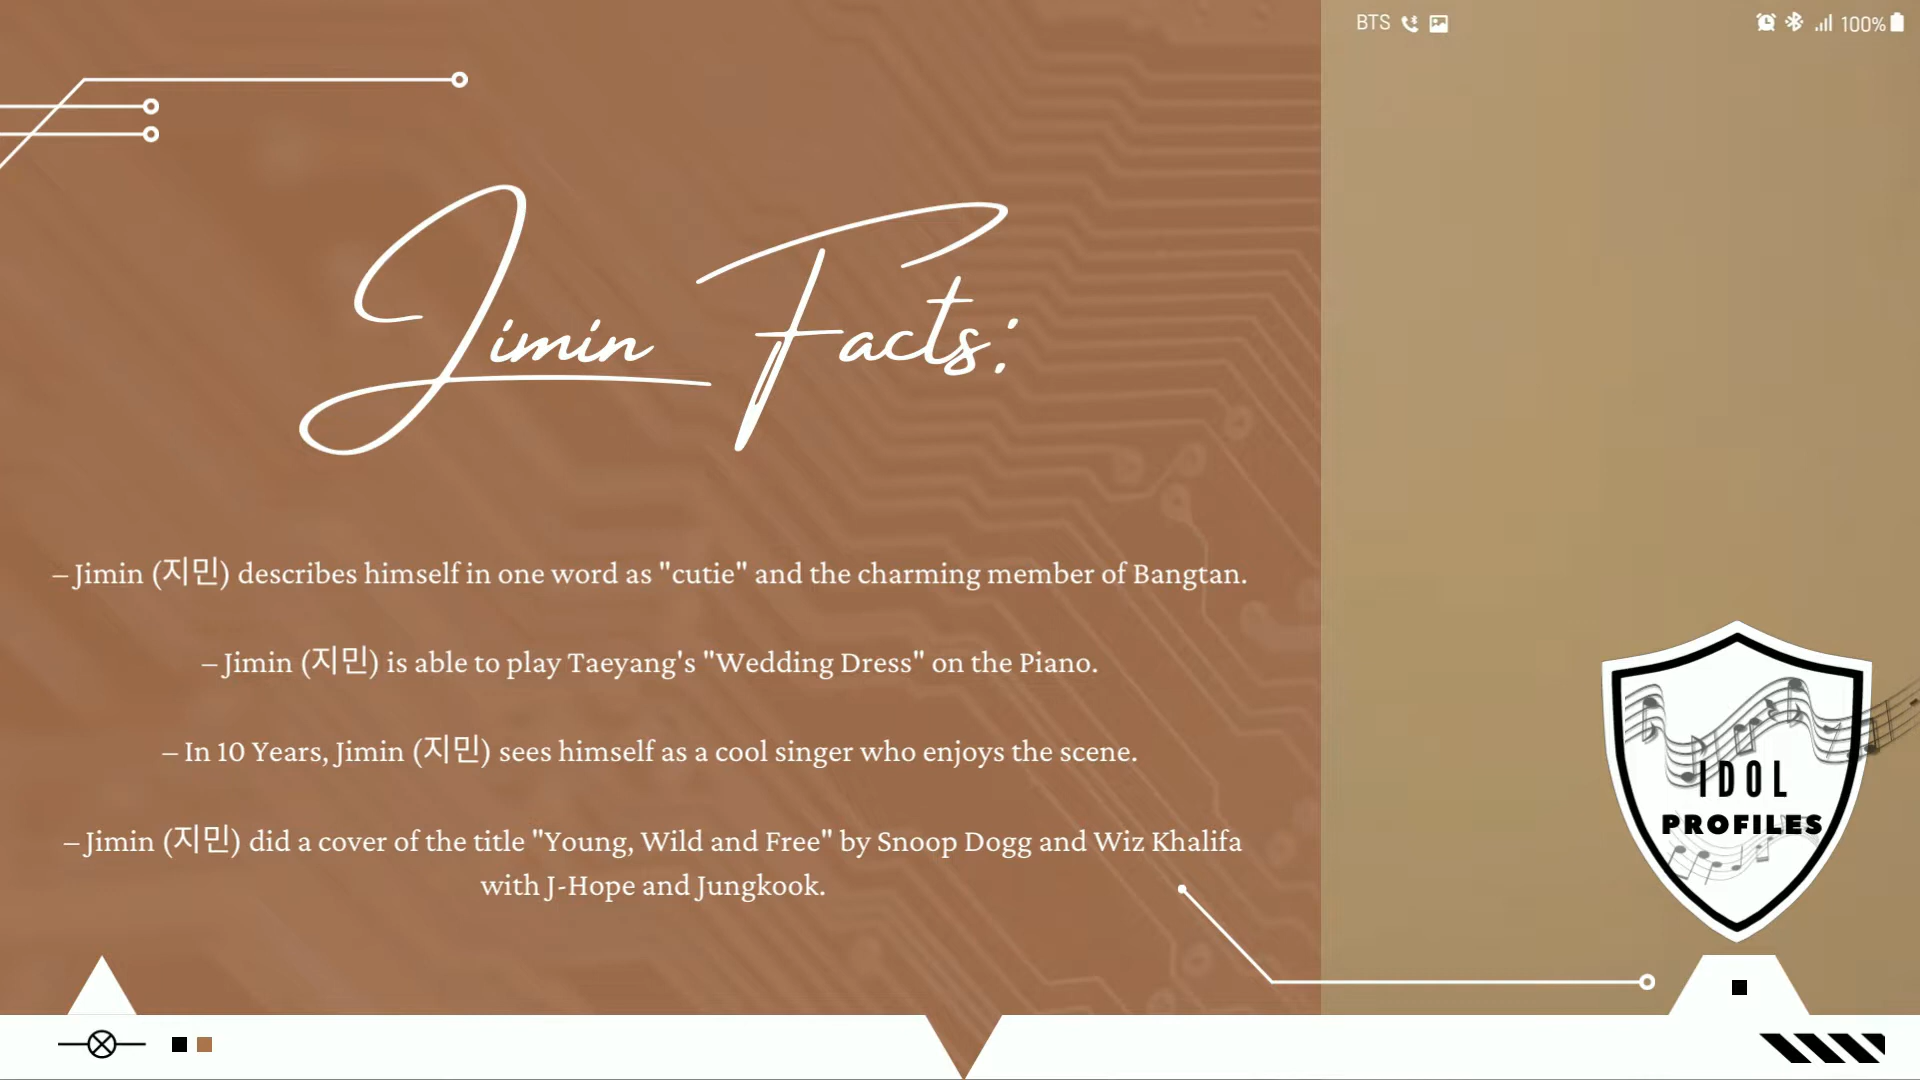 BTS
100%
Jimin Facts:
– Jimin (지민) describes himself in one word as "cutie" and the charming member of Bangtan.
– Jimin (지민) is able to play Taeyang's "Wedding Dress" on the Piano.
– In 10 Years, Jimin (지민) sees himself as a cool singer who enjoys the scene.
– Jimin (지민) did a cover of the title "Young, Wild and Free" by Snoop Dogg and Wiz Khalifa
with J-Hope and Jungkook.
IDOL
PROFILES